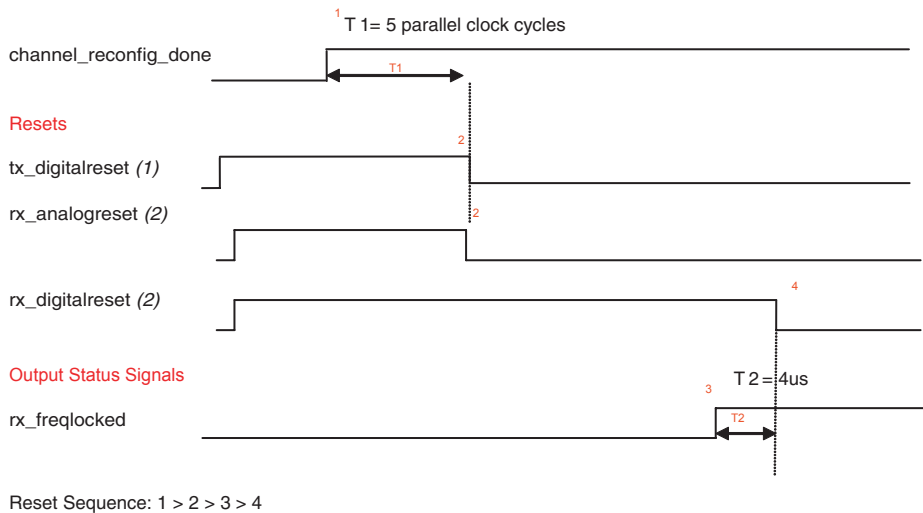 1 T 1= 5 parallel clock cycles
channel_reconfig_done
T1
Resets
2
tx_digitalreset (1)
rx_analogreset (2)
2
rx_digitalreset (2)
4
Output Status Signals
T 2 = 4us
3
rx_freqlocked
T2
Reset Sequence: 1 > 2 > 3 > 4